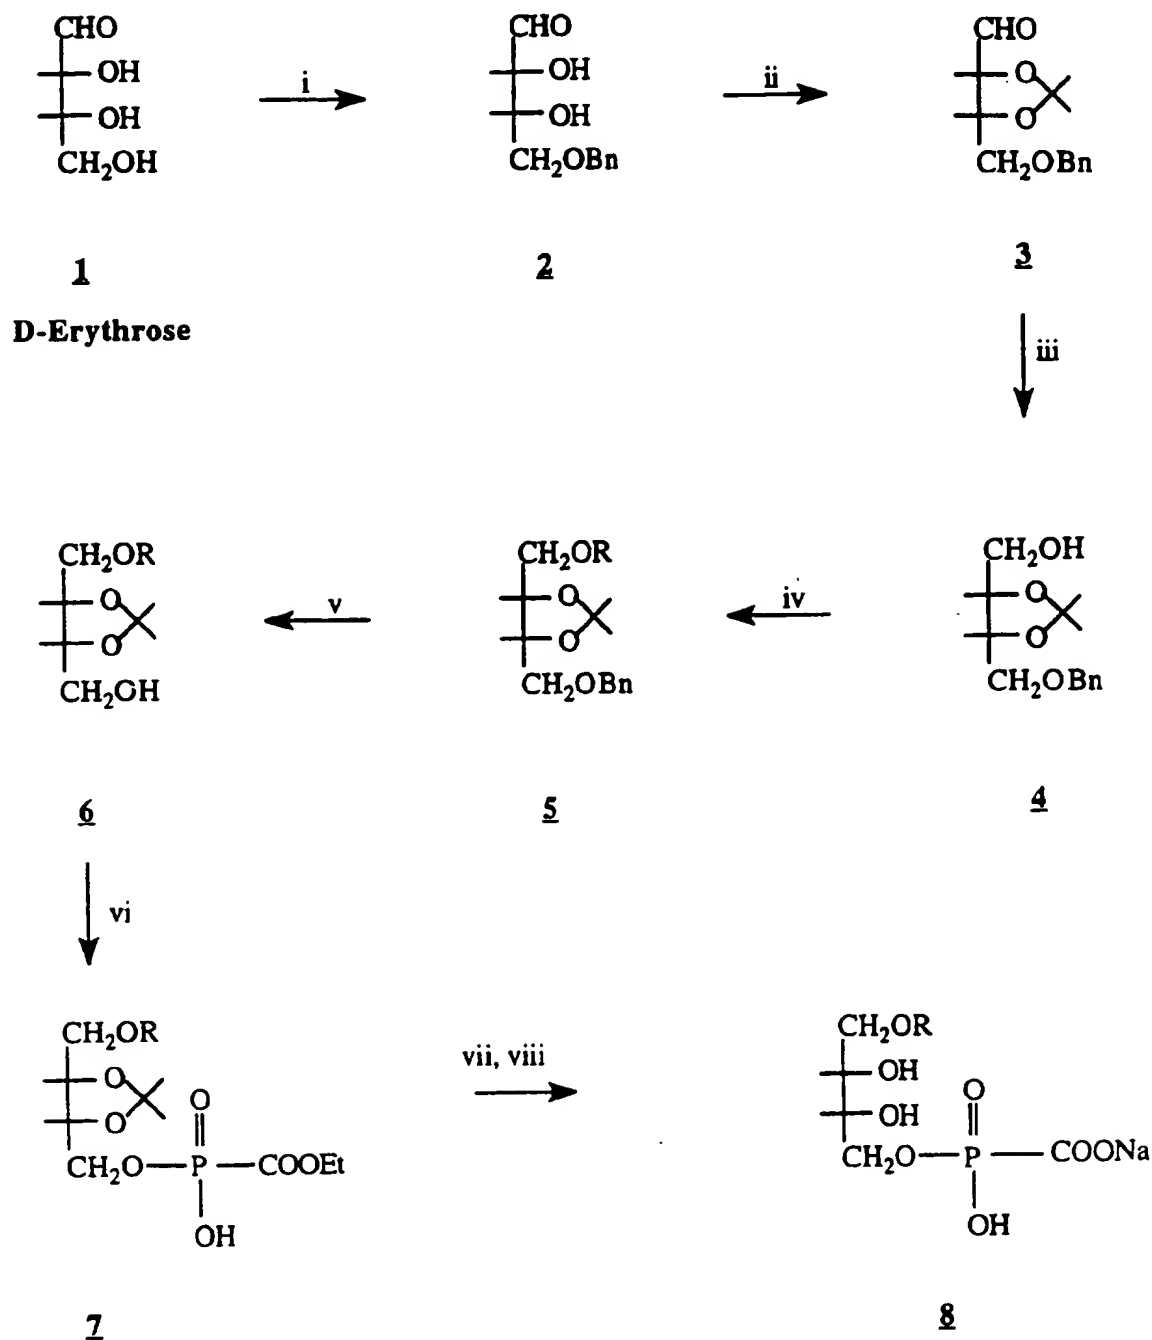 CHO
OH
OH
CH₂OH
1
D-Erythrose
i
CHO
OH
OH
CH₂OBn
2
ii
CHO
O
O
CH₂OBn
3
iii
CH₂OH
O
O
CH₂OBn
4
iv
CH₂OR
O
O
CH₂OBn
5
v
CH₂OR
O
O
CH₂OH
6
vi
CH₂OR
O
O
O
CH₂O P COOEt
OH
7
vii, viii
CH₂OR
OH
OH
O
CH₂O P COONa
OH
8